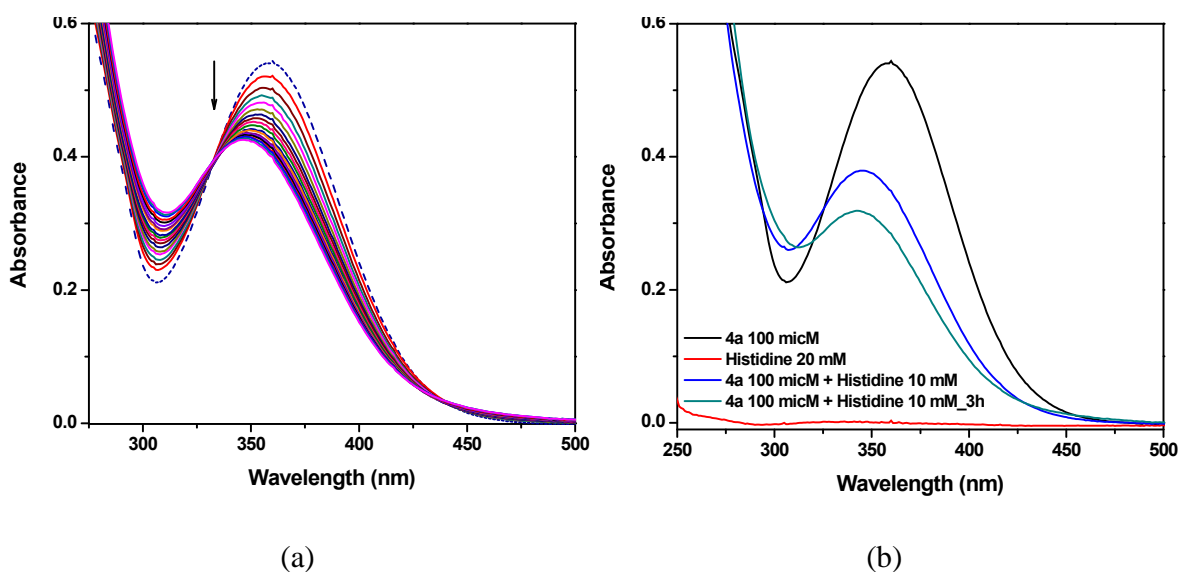 0.6
0.4
0.2
0.0
Absorbance
300
350
400
450
500
Wavelength (nm)
(a)
0.6
0.4
0.2
0.0
Absorbance
4a 100 micM
Histidine 20 mM
4a 100 micM + Histidine 10 mM
4a 100 micM + Histidine 10 mM_3h
250
300
350
400
450
500
Wavelength (nm)
(b)